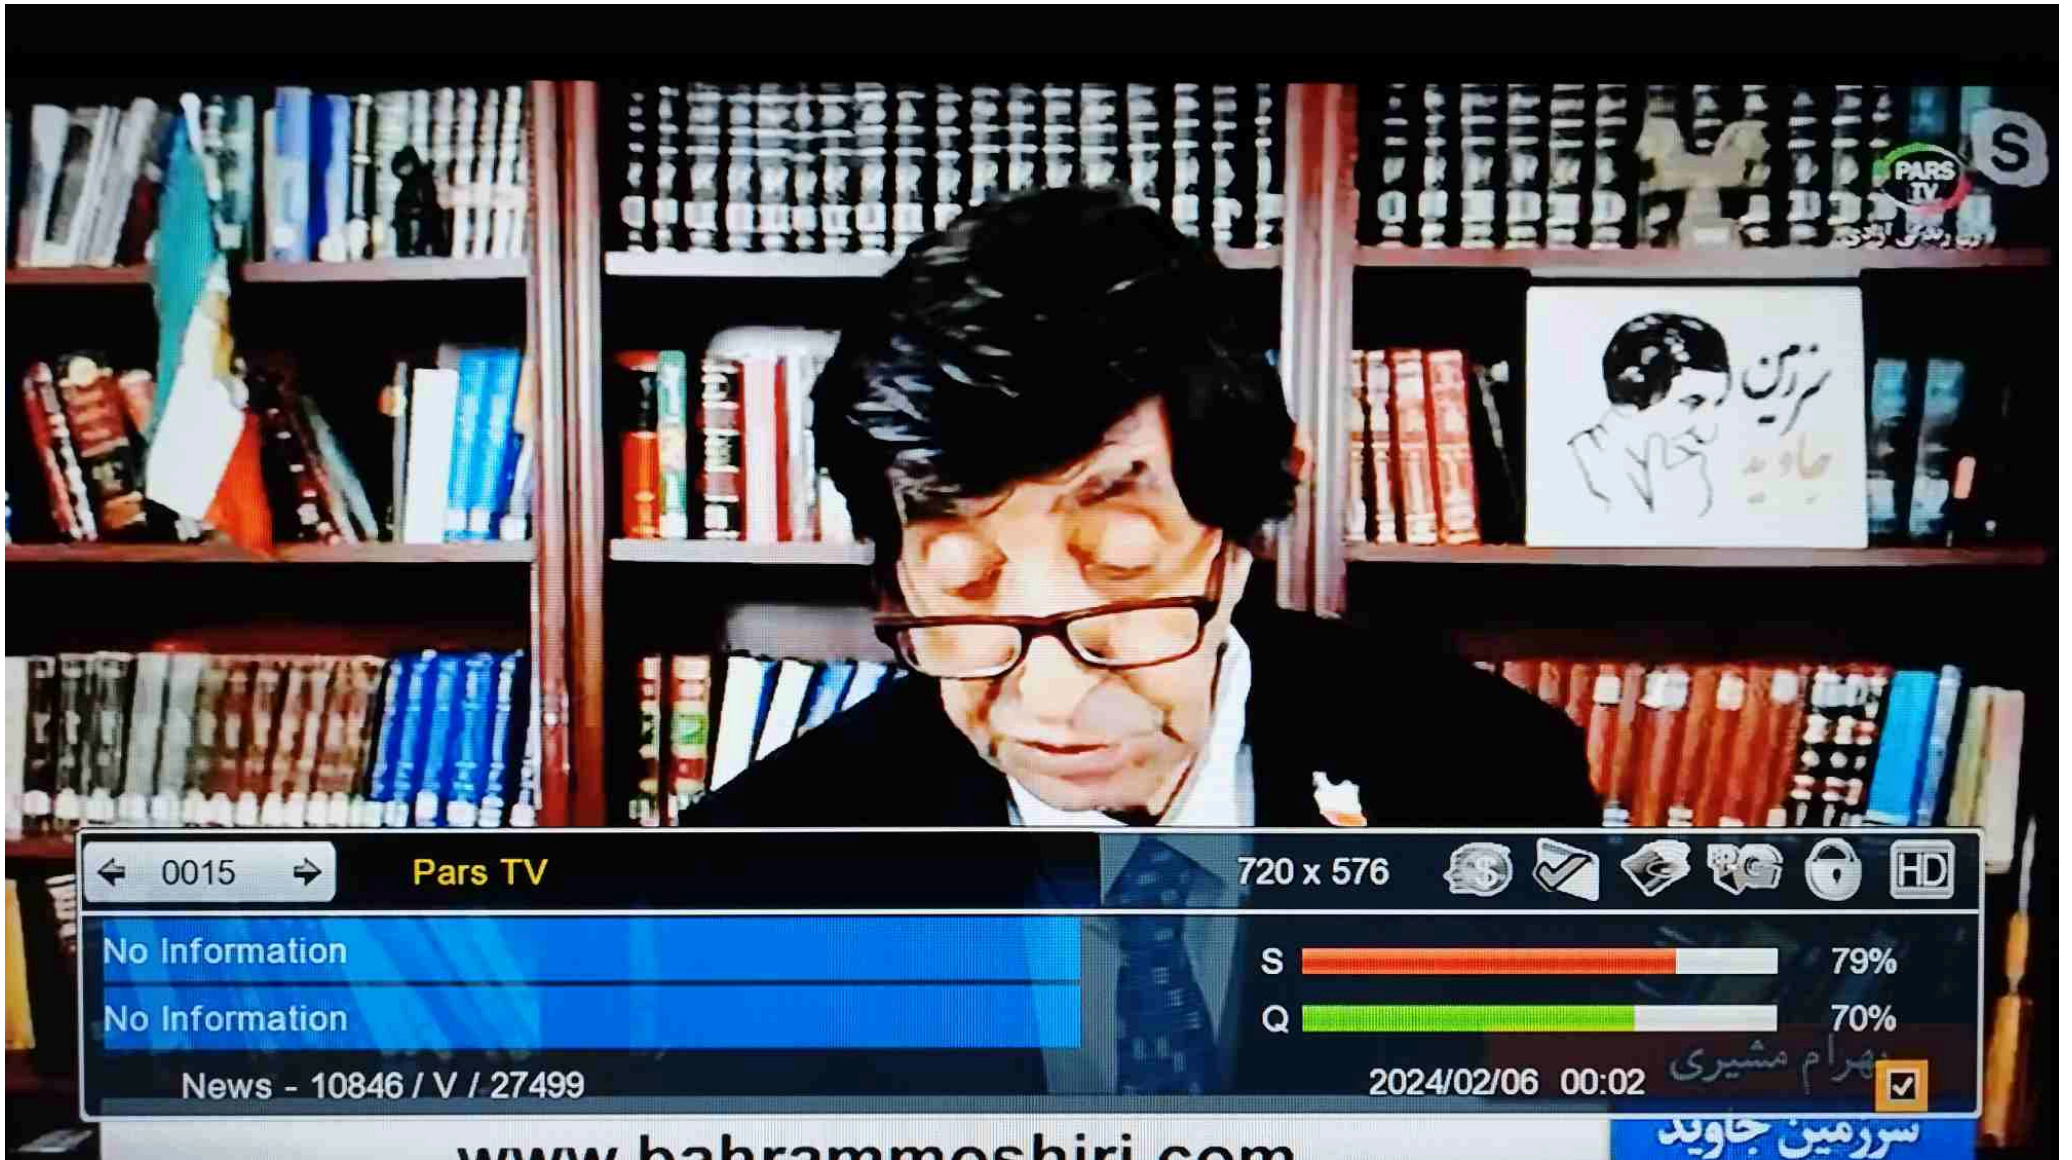 S
PARS
TV
سرزمین
جاوید
0015
Pars TV
720 x 576
HD
No Information
S
79%
No Information
Q
70%
بهرام مشیری
News - 10846 / V / 27499
2024/02/06 00:02
سرزمین جاوید
www.bahrammoshiri.com